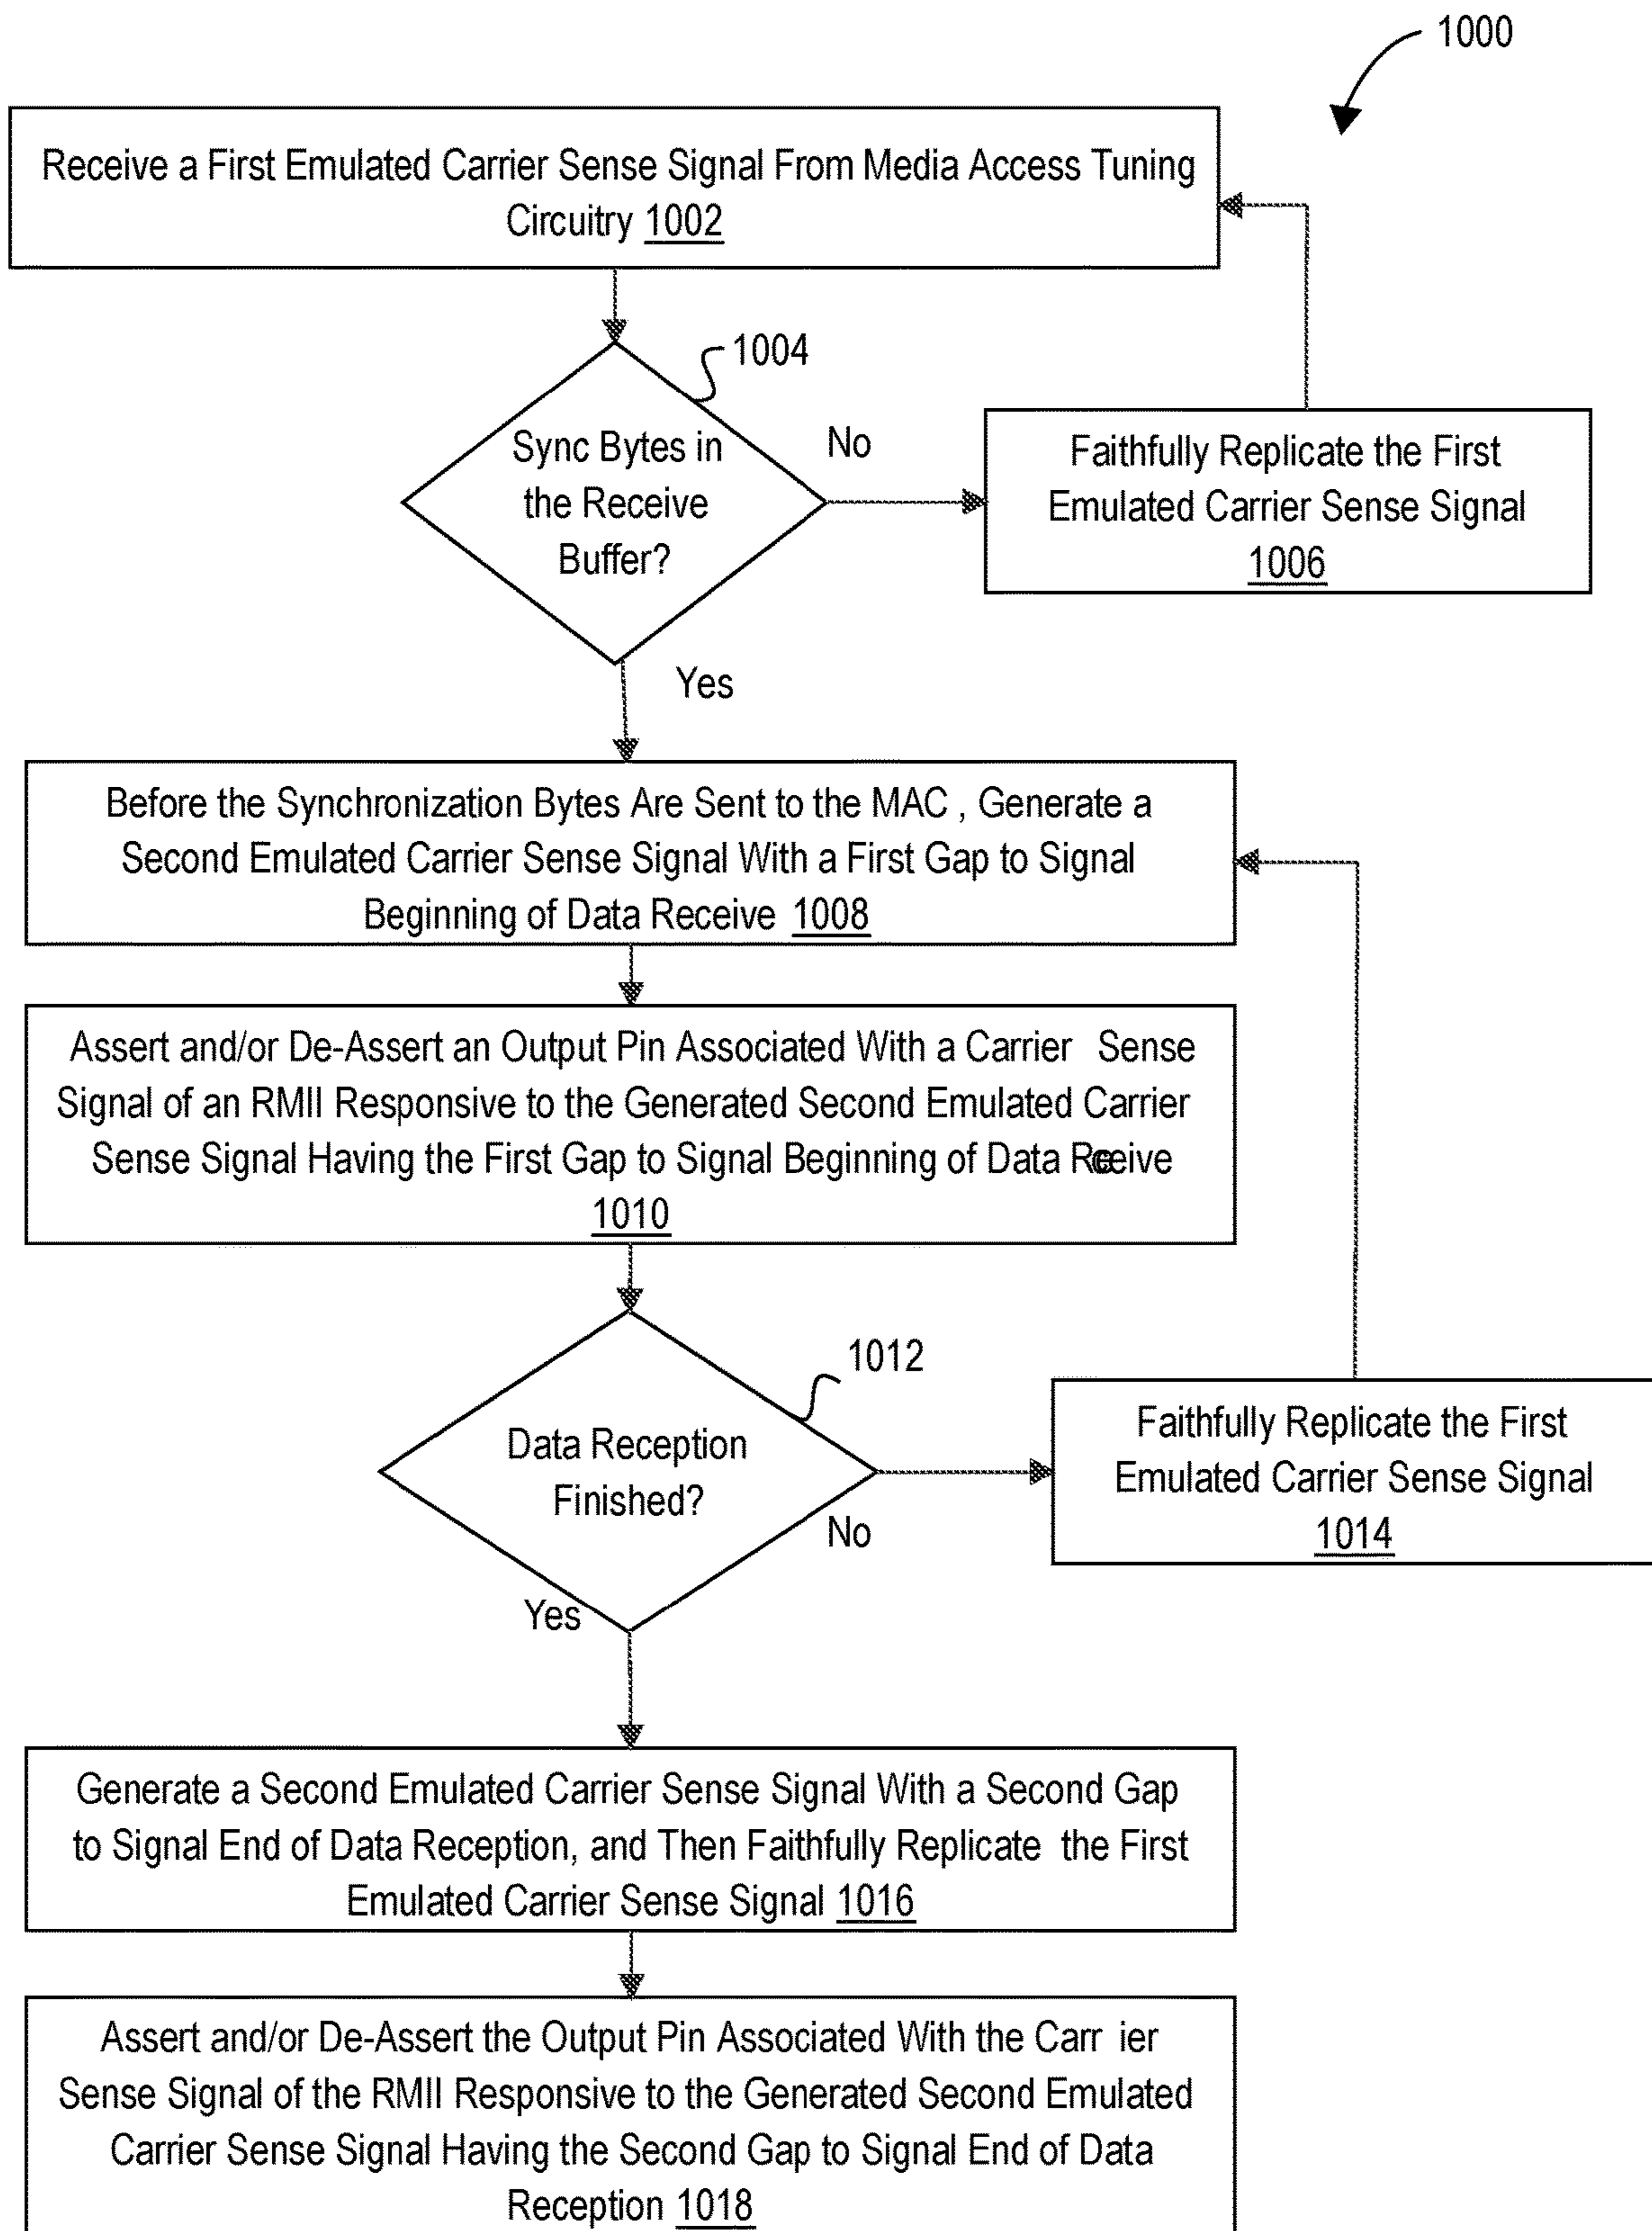 1000
Receive a First Emulated Carrier Sense Signal From Media Access Tuning
Circuitry 1002
1004
Sync Bytes in
the Receive
Buffer?
No
Faithfully Replicate the First
Emulated Carrier Sense Signal
1006
Yes
Before the Synchronization Bytes Are Sent to the MAC , Generate a
Second Emulated Carrier Sense Signal With a First Gap to Signal
Beginning of Data Receive 1008
Assert and/or De-Assert an Output Pin Associated With a Carrier Sense
Signal of an RMII Responsive to the Generated Second Emulated Carrier
Sense Signal Having the First Gap to Signal Beginning of Data Receive
1010
1012
Data Reception
Finished?
No
Faithfully Replicate the First
Emulated Carrier Sense Signal
1014
Yes
Generate a Second Emulated Carrier Sense Signal With a Second Gap
to Signal End of Data Reception, and Then Faithfully Replicate the First
Emulated Carrier Sense Signal 1016
Assert and/or De-Assert the Output Pin Associated With the Carr ier
Sense Signal of the RMII Responsive to the Generated Second Emulated
Carrier Sense Signal Having the Second Gap to Signal End of Data
Reception 1018